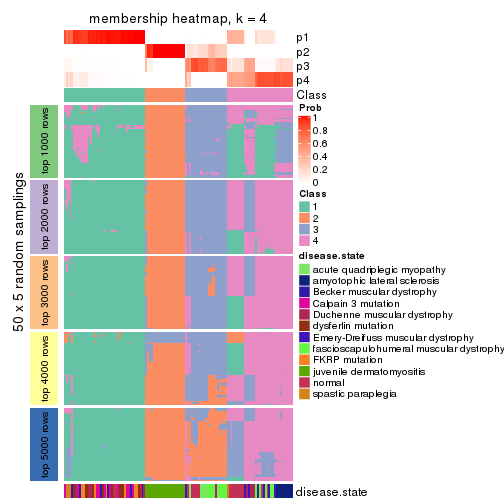 membership heatmap, k = 4
p1
p2
p3
p4
Class
50 x 5 random samplings
top 1000 rows
top 2000 rows
top 3000 rows
top 4000 rows
top 5000 rows
Prob
1
0.8
0.6
0.4
0.2
0
Class
1
2
3
4
disease.state
acute quadriplegic myopathy
amyotophic lateral sclerosis
Becker muscular dystrophy
Calpain 3 mutation
Duchenne muscular dystrophy
dysferlin mutation
Emery-Dreifuss muscular dystrophy
fascioscapulohumeral muscular dystrophy
FKRP mutation
juvenile dermatomyositis
normal
spastic paraplegia
disease.state